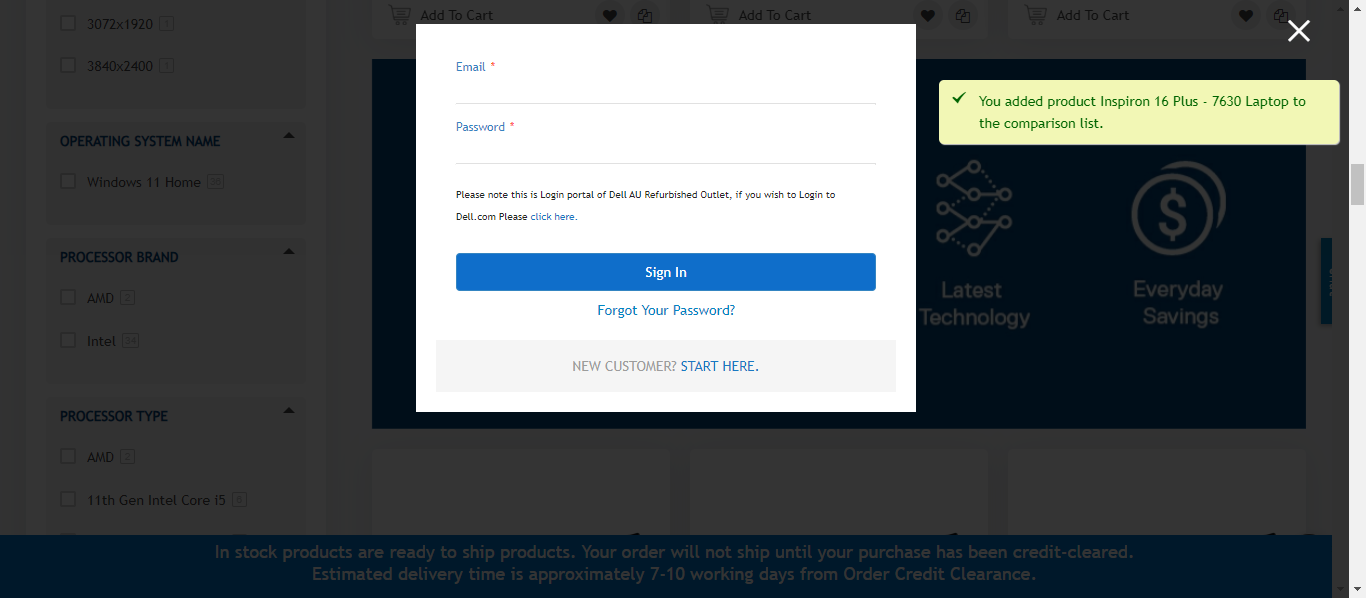 3072x1920 1
3840x2400 1
OPERATING SYSTEM NAME
Windows 11 Home 26
PROCESSOR BRAND
AMD 2
Intel 24
PROCESSOR TYPE
AMD 2
11th Gen Intel Core i5 6
Add To Cart
Add To Cart
Add To Cart
Email *
Password *
Please note this is Login portal of Dell AU Refurbished Outlet, if you wish to Login to
Dell.com Please click here.
Sign In
Forgot Your Password?
NEW CUSTOMER? START HERE.
You added product Inspiron 16 Plus - 7630 Laptop to
the comparison list.
Latest
Technology
Everyday
Savings
In stock products are ready to ship products. Your order will not ship until your purchase has been credit-cleared.
Estimated delivery time is approximately 7-10 working days from Order Credit Clearance.